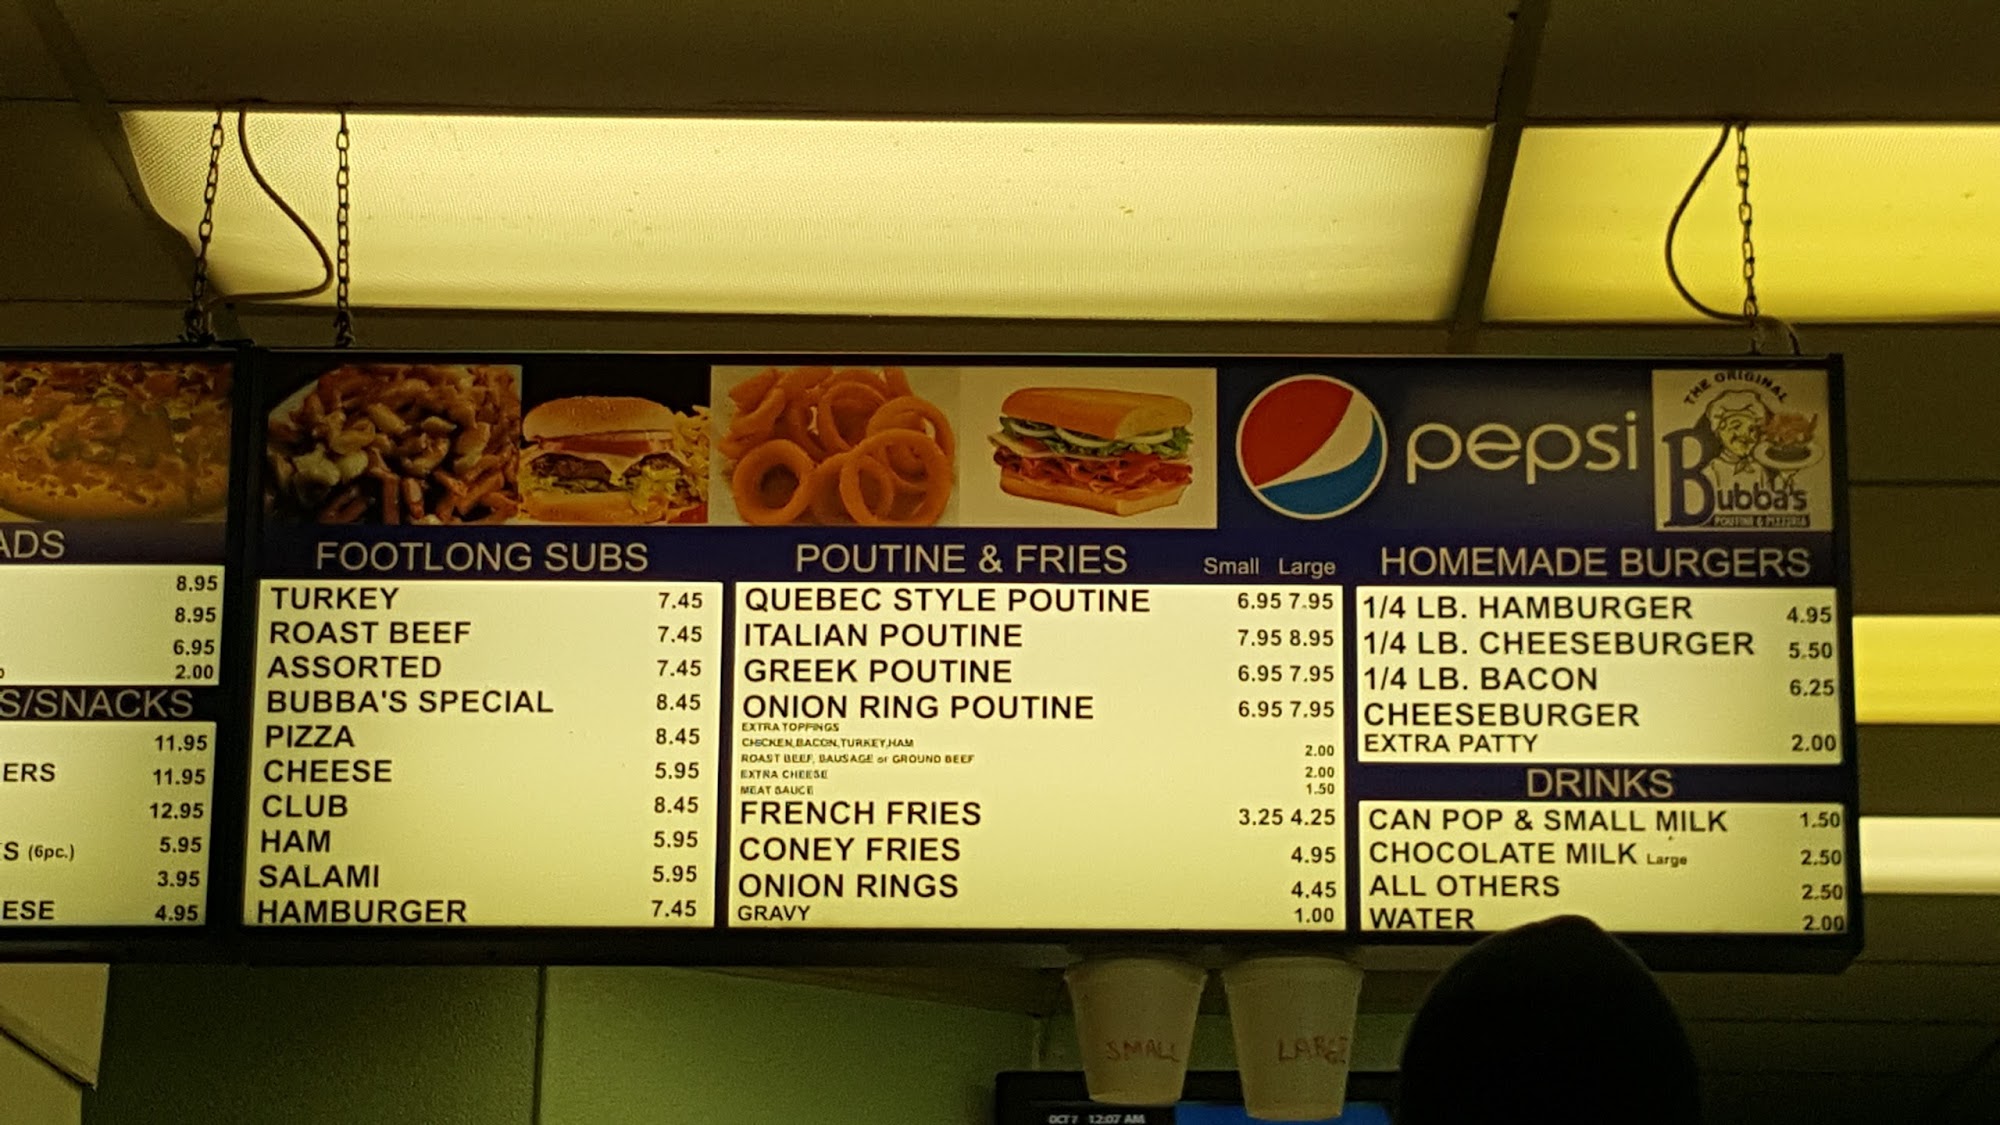 ADS
8.95
8.95
6.95
2.00
S/SNACKS
11.95
ERS 11.95
12.95
S (6pc.) 5.95
3.95
ESE 4.95
FOOTLONG SUBS
TURKEY 7.45
ROAST BEEF 7.45
ASSORTED 7.45
BUBBA'S SPECIAL 8.45
PIZZA 8.45
CHEESE 5.95
CLUB 8.45
HAM 5.95
SALAMI 5.95
HAMBURGER 7.45
POUTINE & FRIES Small Large
QUEBEC STYLE POUTINE 6.95 7.95
ITALIAN POUTINE 7.95 8.95
GREEK POUTINE 6.95 7.95
ONION RING POUTINE 6.95 7.95
EXTRA TOPPINGS
CHICKEN, BACON, TURKEY, HAM
ROAST BEEF, SAUSAGE or GROUND BEEF 2.00
EXTRA CHEESE 2.00
MEAT SAUCE 1.50
FRENCH FRIES 3.25 4.25
CONEY FRIES 4.95
ONION RINGS 4.45
GRAVY 1.00
pepsi
THE ORIGINAL
Bubba's
POUTINE & PIZZERIA
HOMEMADE BURGERS
1/4 LB. HAMBURGER 4.95
1/4 LB. CHEESEBURGER 5.50
1/4 LB. BACON 6.25
CHEESEBURGER
EXTRA PATTY 2.00
DRINKS
CAN POP & SMALL MILK 1.50
CHOCOLATE MILK Large 2.50
ALL OTHERS 2.50
WATER 2.00
SMALL
LARGE
OCT 7 12:07 AM